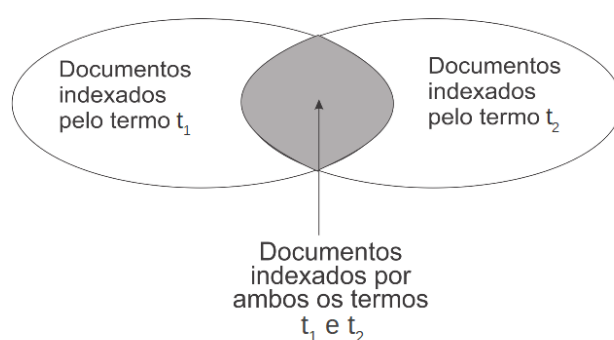 Documentos
indexados
pelo termo t₁
Documentos
indexados
pelo termo t₂
Documentos
indexados por
ambos os termos
t₁ e t₂